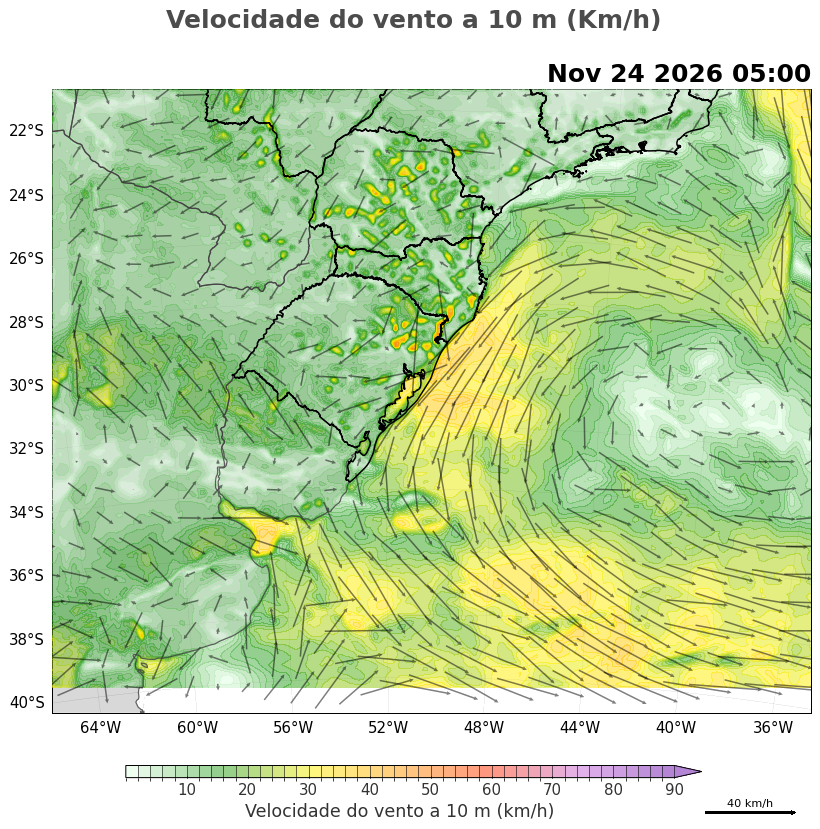 Velocidade do vento a 10 m (Km/h)
Nov 24 2026 05:00
22°S
24°S
26°S
28°S
30°S
32°S
34°S
36°S
38°S
40°S
64°W 60°W 56°W 52°W 48°W 44°W 40°W 36°W
10 20 30 40 50 60 70 80 90
Velocidade do vento a 10 m (km/h)
40 km/h